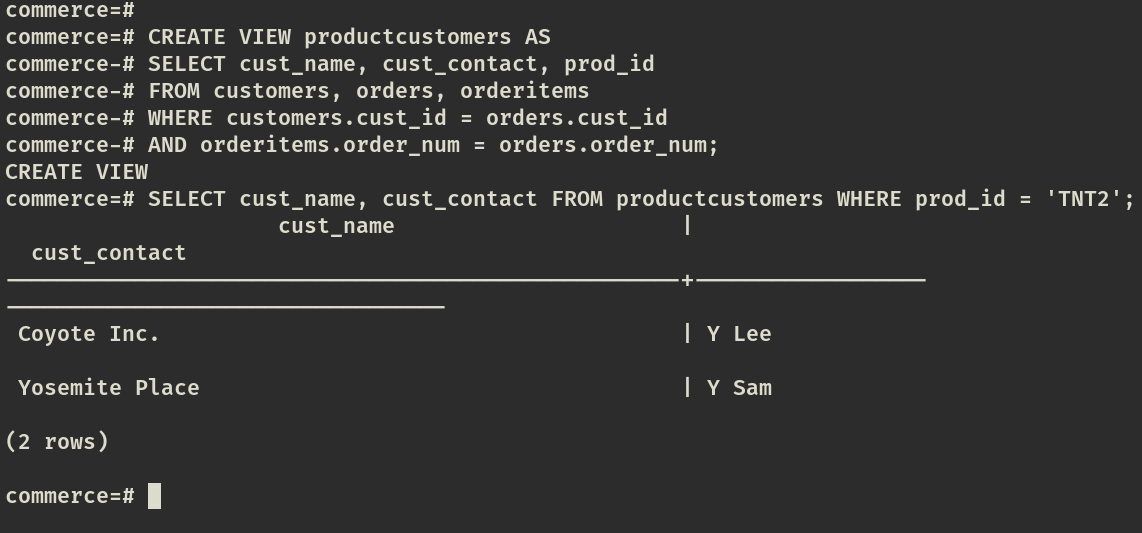 commerce=#
commerce=# CREATE VIEW productcustomers AS
commerce-# SELECT cust_name, cust_contact, prod_id
commerce-# FROM customers, orders, orderitems
commerce-# WHERE customers.cust_id = orders.cust_id
commerce-# AND orderitems.order_num = orders.order_num;
CREATE VIEW
commerce=# SELECT cust_name, cust_contact FROM productcustomers WHERE prod_id = 'TNT2';
                     cust_name                      |
  cust_contact
----------------------------------------------------+------------------
----------------------------------
 Coyote Inc.                                        | Y Lee

 Yosemite Place                                     | Y Sam

(2 rows)

commerce=#